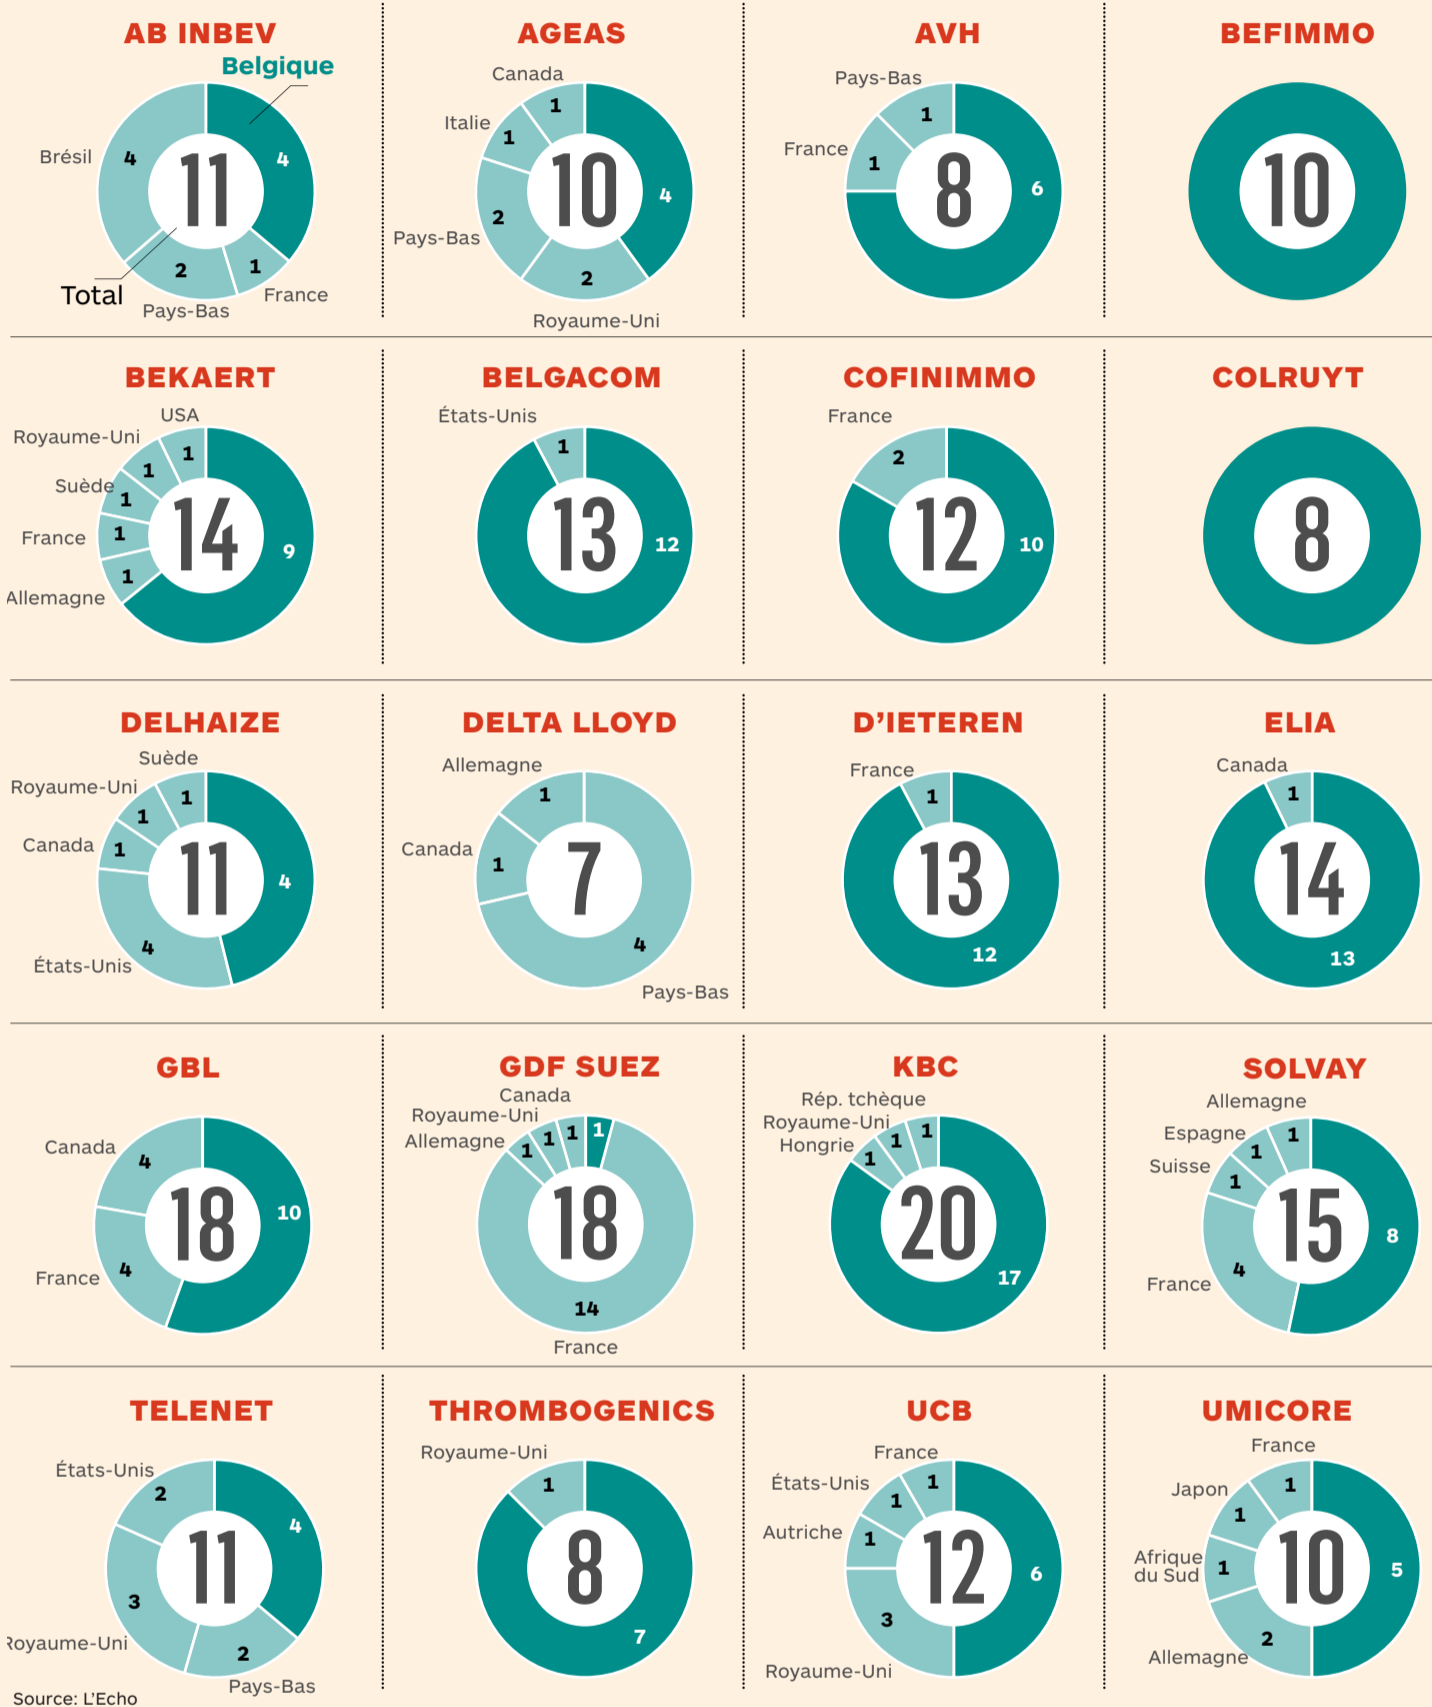 AB INBEV
Belgique
Brésil
4
4
11
2
1
Total
Pays-Bas
France
AGEAS
Canada
1
Italie
1
10
4
2
Pays-Bas
2
Royaume-Uni
AVH
Pays-Bas
1
France
1
8
6
BEFIMMO
10
BEKAERT
USA
Royaume-Uni
1
1
Suède
1
14
France
1
9
1
Allemagne
BELGACOM
États-Unis
1
13
12
COFINIMMO
France
2
12
10
COLRUYT
8
DELHAIZE
Suède
Royaume-Uni
1
1
Canada
1
11
4
4
États-Unis
DELTA LLOYD
Allemagne
1
Canada
1
7
4
Pays-Bas
D’IETEREN
France
1
13
12
ELIA
Canada
1
14
13
GBL
Canada
4
18
10
4
France
GDF SUEZ
Canada
Royaume-Uni
Allemagne
1
1
1
1
18
14
France
KBC
Rép. tchèque
Royaume-Uni
Hongrie
1
1
1
20
17
SOLVAY
Allemagne
Espagne
1
Suisse
1
1
15
8
4
France
TELENET
États-Unis
2
4
11
3
Royaume-Uni
2
Pays-Bas
THROMBOGENICS
Royaume-Uni
1
8
7
UCB
France
États-Unis
1
1
Autriche
1
12
6
3
Royaume-Uni
UMICORE
France
1
Japon
1
Afrique
du Sud
1
10
5
2
Allemagne
Source: L’Echo